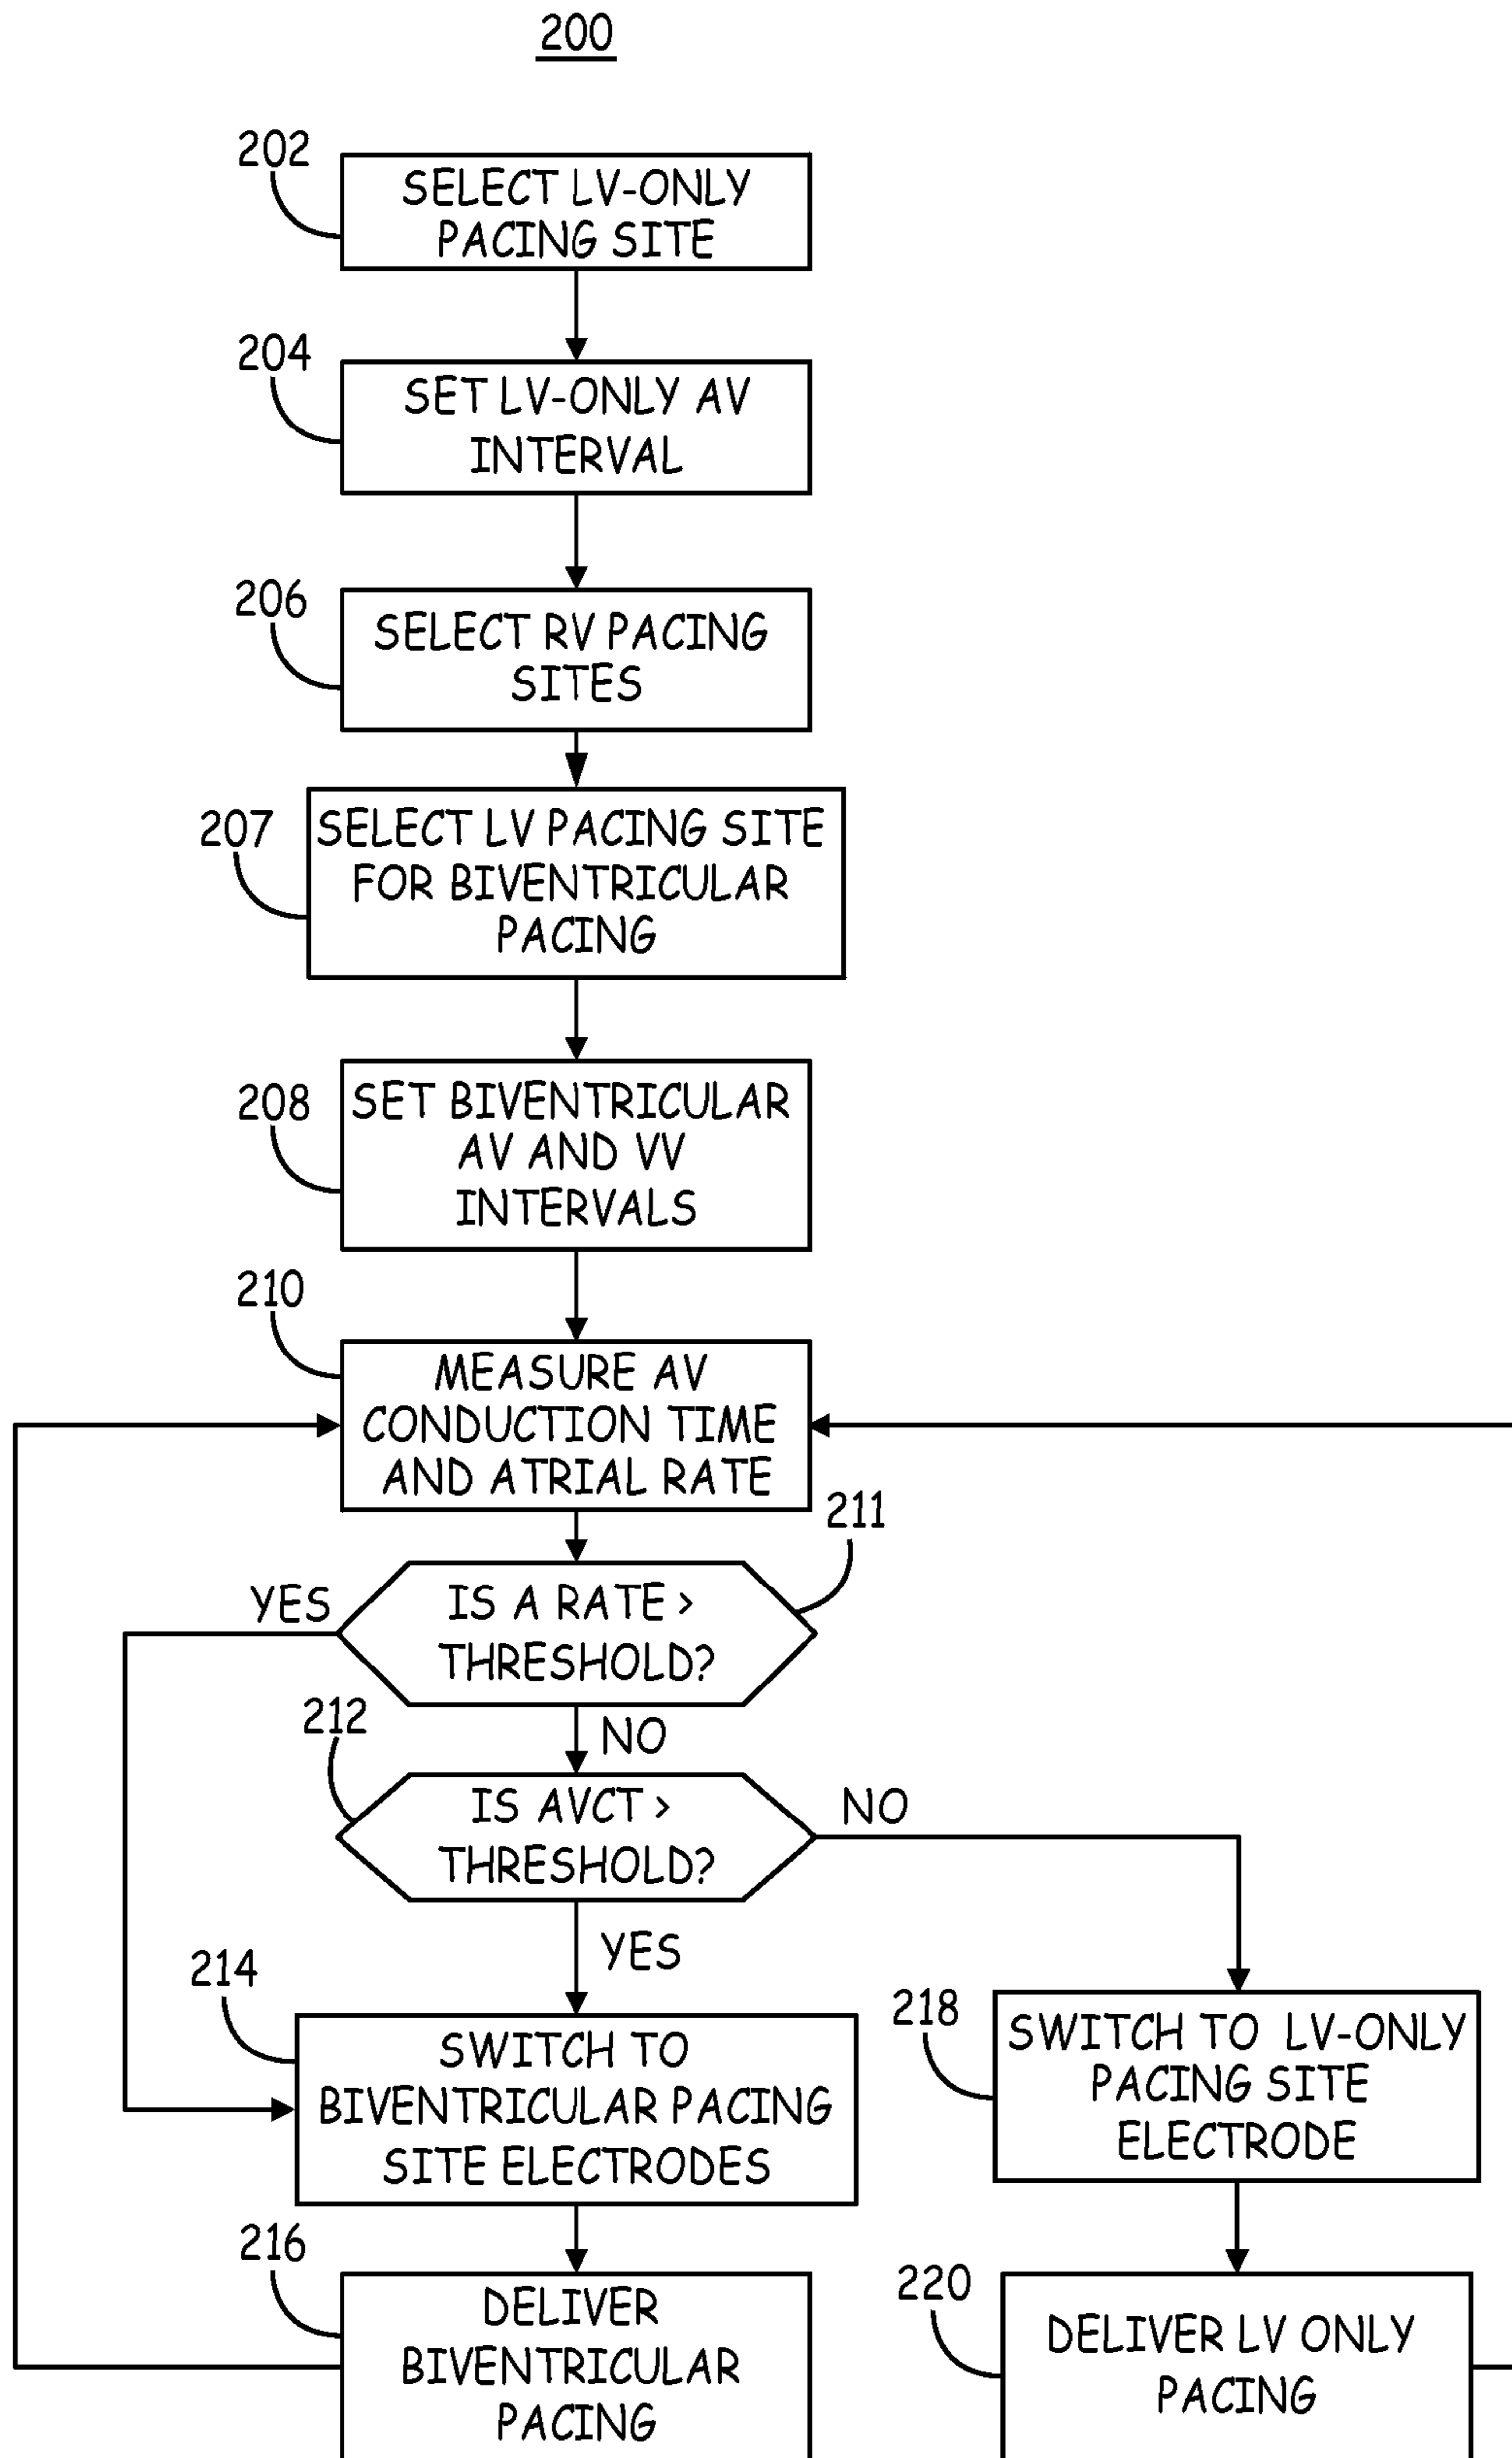 200
202
SELECT LV-ONLY
PACING SITE
204
SET LV-ONLY AV
INTERVAL
206
SELECT RV PACING
SITES
207
SELECT LV PACING SITE
FOR BIVENTRICULAR
PACING
208
SET BIVENTRICULAR
AV AND VV
INTERVALS
210
MEASURE AV
CONDUCTION TIME
AND ATRIAL RATE
211
YES
IS A RATE >
THRESHOLD?
212
NO
IS AVCT >
THRESHOLD?
NO
YES
214
SWITCH TO
BIVENTRICULAR PACING
SITE ELECTRODES
218
SWITCH TO LV-ONLY
PACING SITE
ELECTRODE
216
DELIVER
BIVENTRICULAR
PACING
220
DELIVER LV ONLY
PACING